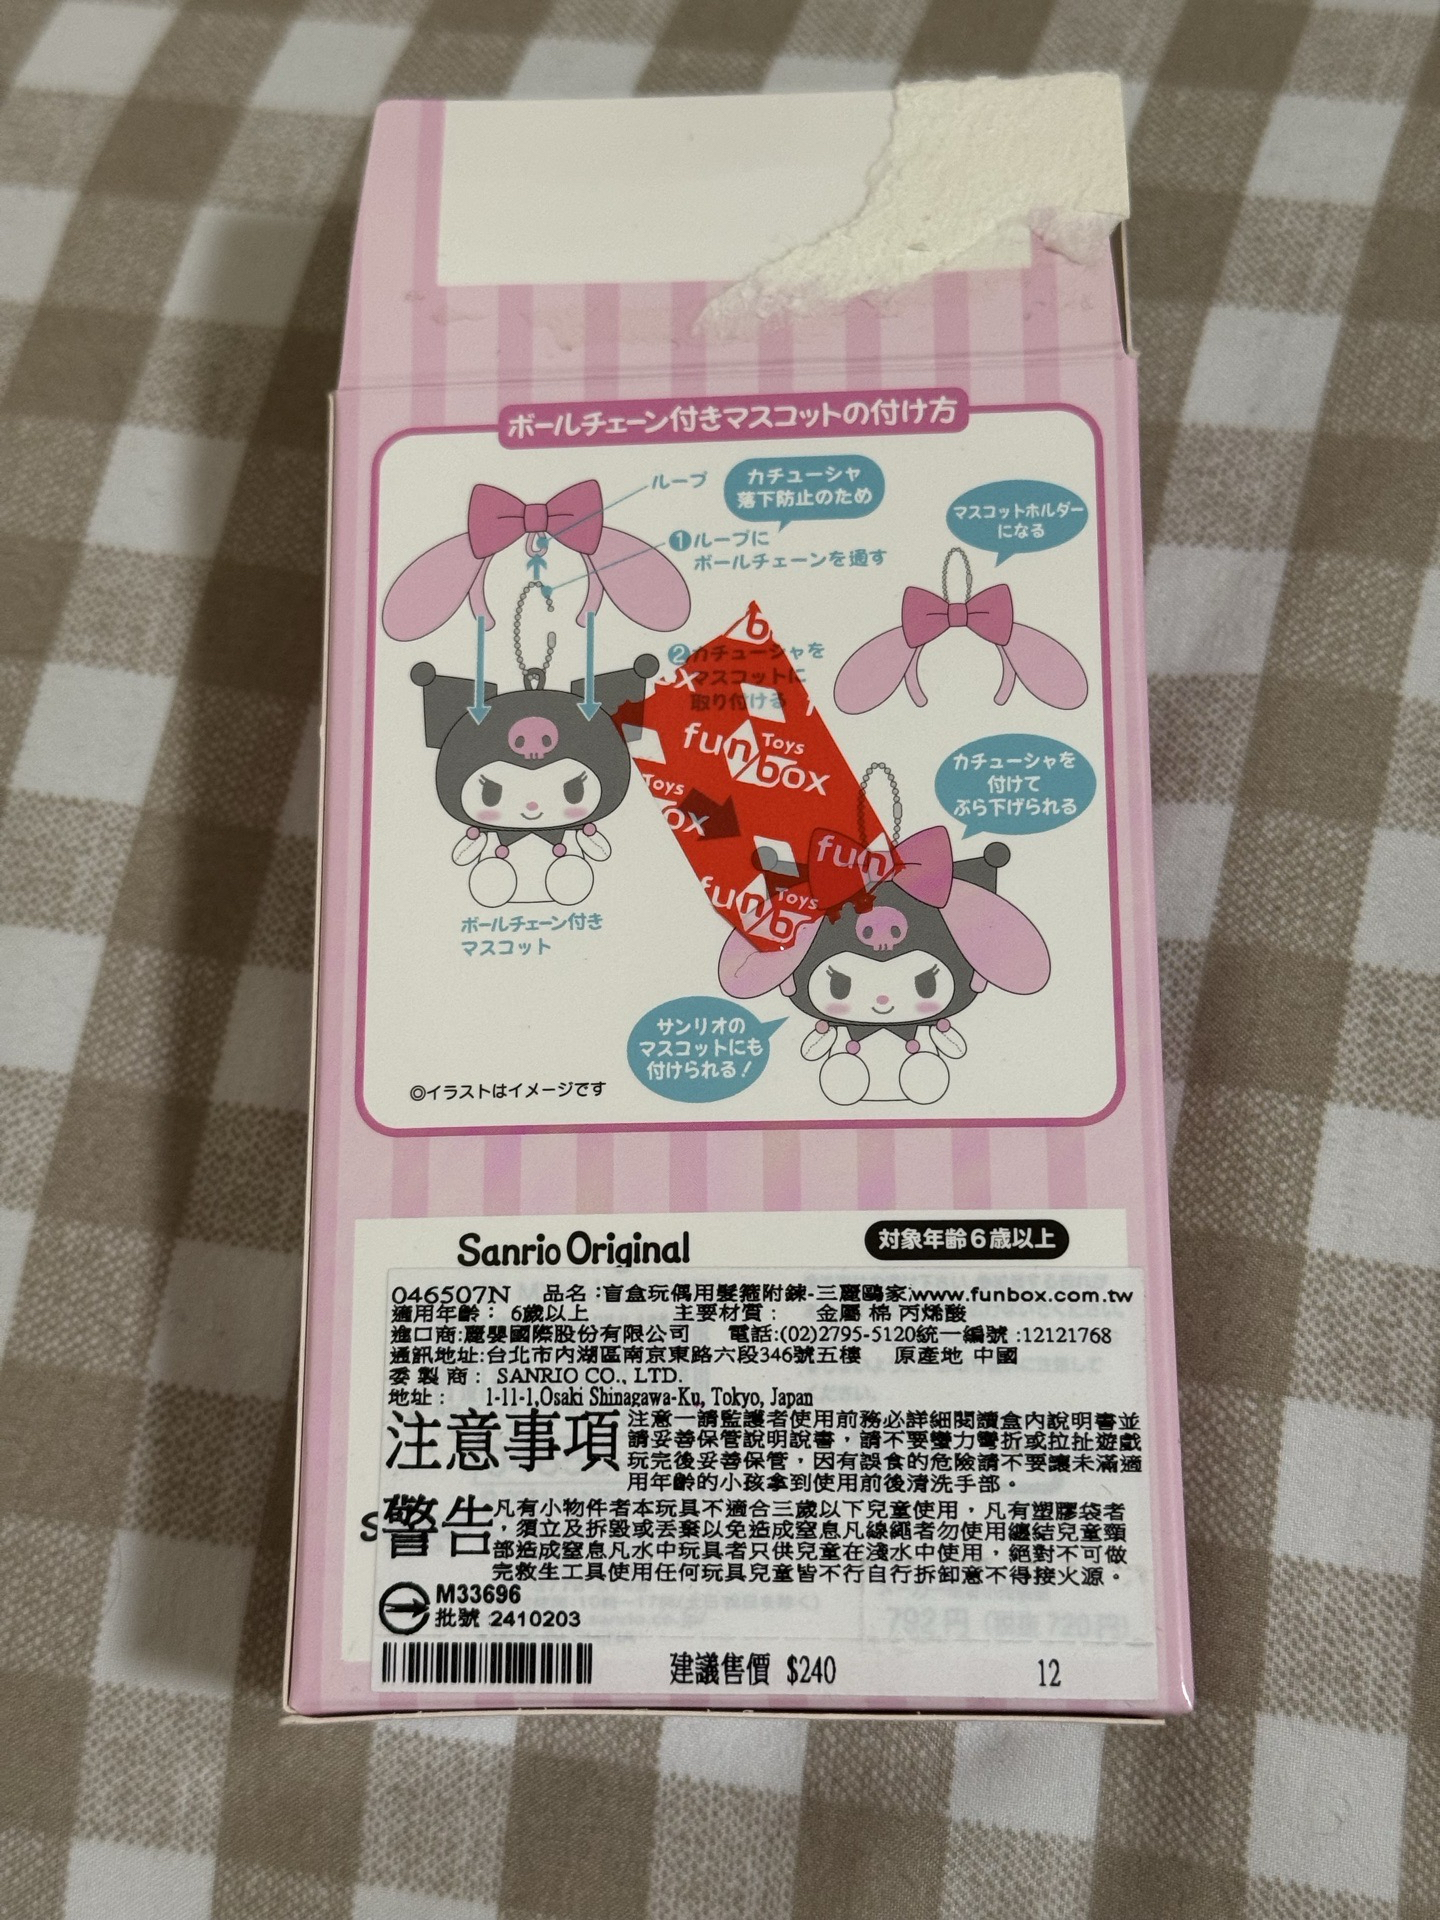 ボールチェーン付きマスコットの付け方
ループ
カチューシャ
落下防止のため
①ループに
ボールチェーンを通す
マスコットホルダー
になる
②カチューシャを
マスコットに
取り付ける
b
ox
Toys
funbox
Toys
ox
fun
Toys
funb
カチューシャを
付けて
ぶら下げられる
ボールチェーン付き
マスコット
サンリオの
マスコットにも
付けられる!
◎イラストはイメージです
Sanrio Original
対象年齢6歳以上
046507N 品名:盲盒玩偶用髮箍附鍊-三麗鷗家 www.funbox.com.tw
適用年齡: 6歲以上 主要材質: 金屬 棉 丙烯酸
進口商:麗嬰國際股份有限公司 電話:(02)2795-5120統一編號:12121768
通訊地址:台北市內湖區南京東路六段346號五樓 原產地 中國
委製商: SANRIO CO., LTD.
地址: 1-11-1,Osaki Shinagawa-Ku, Tokyo, Japan
注意事項
注意一請監護者使用前務必詳細閱讀盒內說明書並
請妥善保管說明說書，請不要蠻力彎折或拉扯遊戲
玩完後妥善保管，因有誤食的危險請不要讓未滿適
用年齡的小孩拿到使用前後清洗手部。
警告
凡有小物件者本玩具不適合三歲以下兒童使用，凡有塑膠袋者
，須立及拆毀或丟棄以免造成窒息凡線繩者勿使用纏結兒童頸
部造成窒息凡水中玩具者只供兒童在淺水中使用，絕對不可做
完救生工具使用任何玩具兒童皆不行自行拆卸意不得接火源。
M33696
批號 2410203
建議售價 $240
12